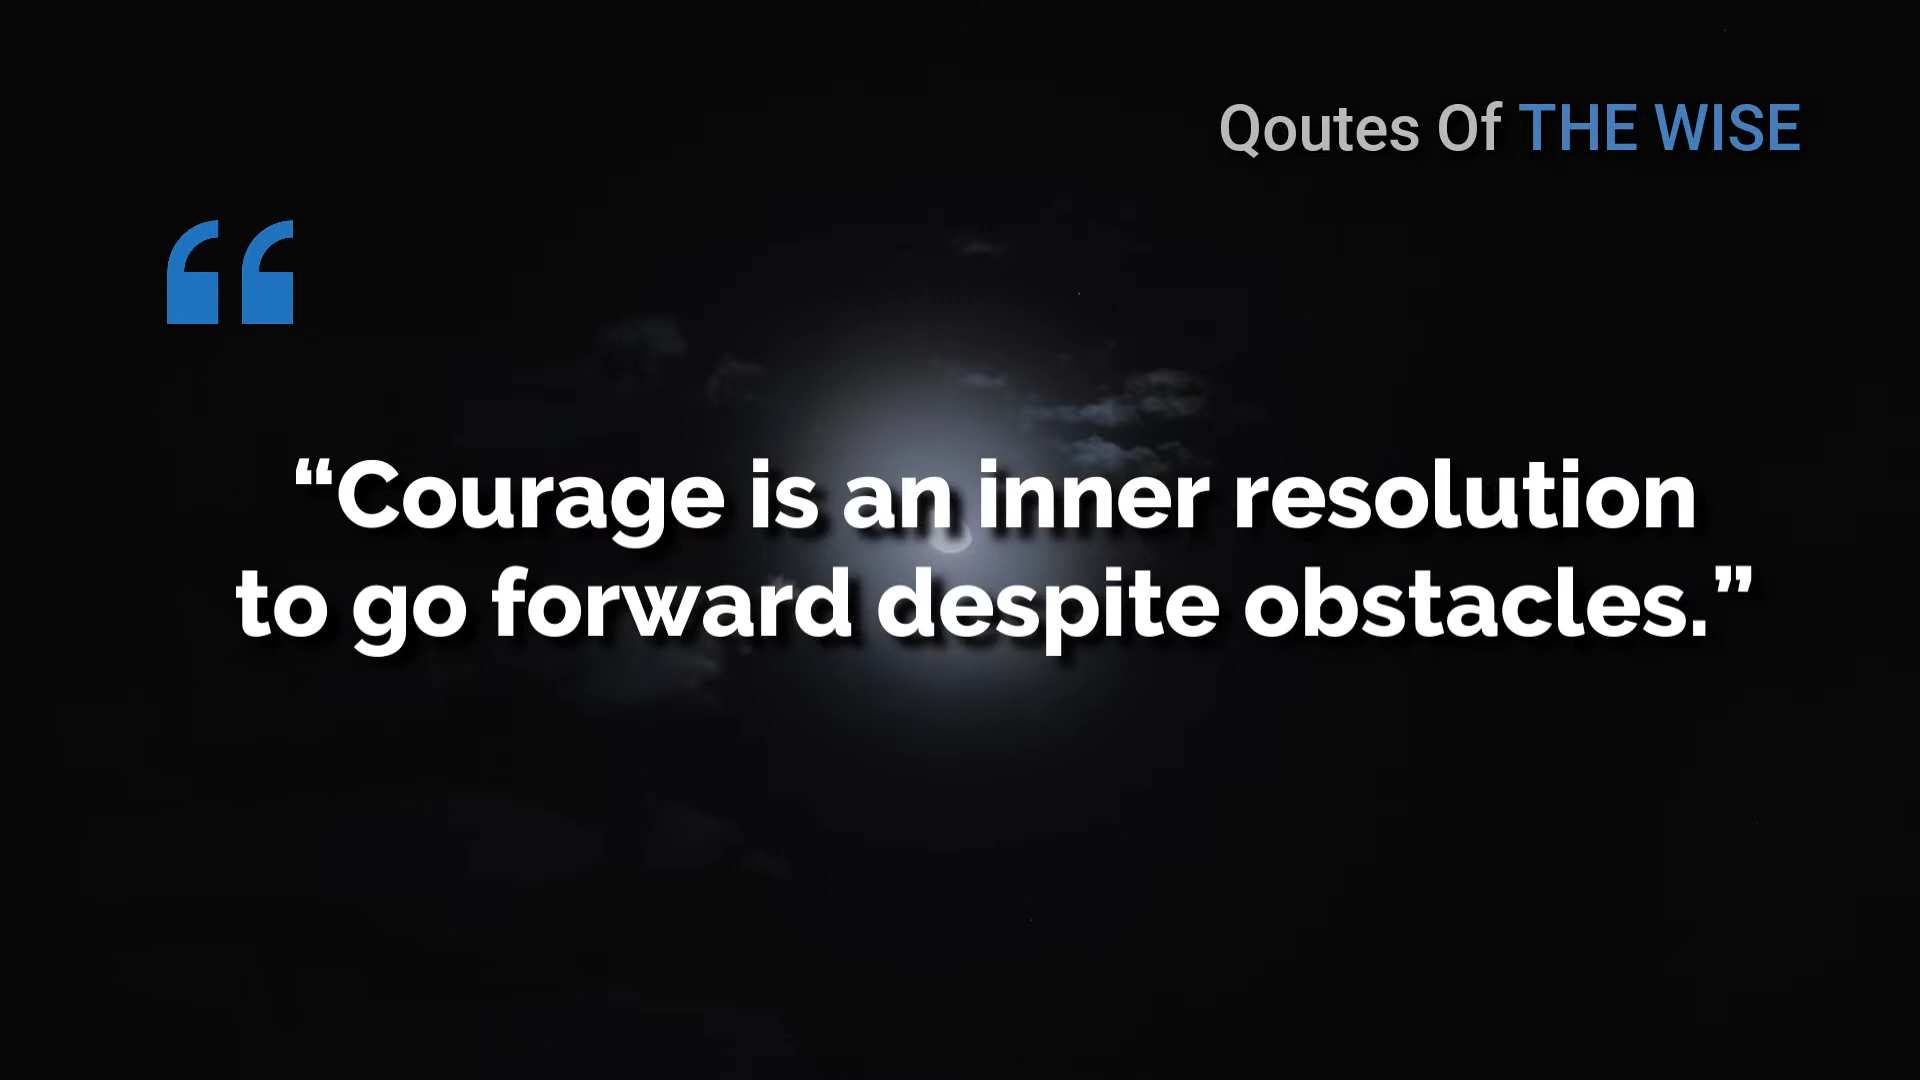 Qoutes Of THE WISE
“Courage is an inner resolution
to go forward despite obstacles.”